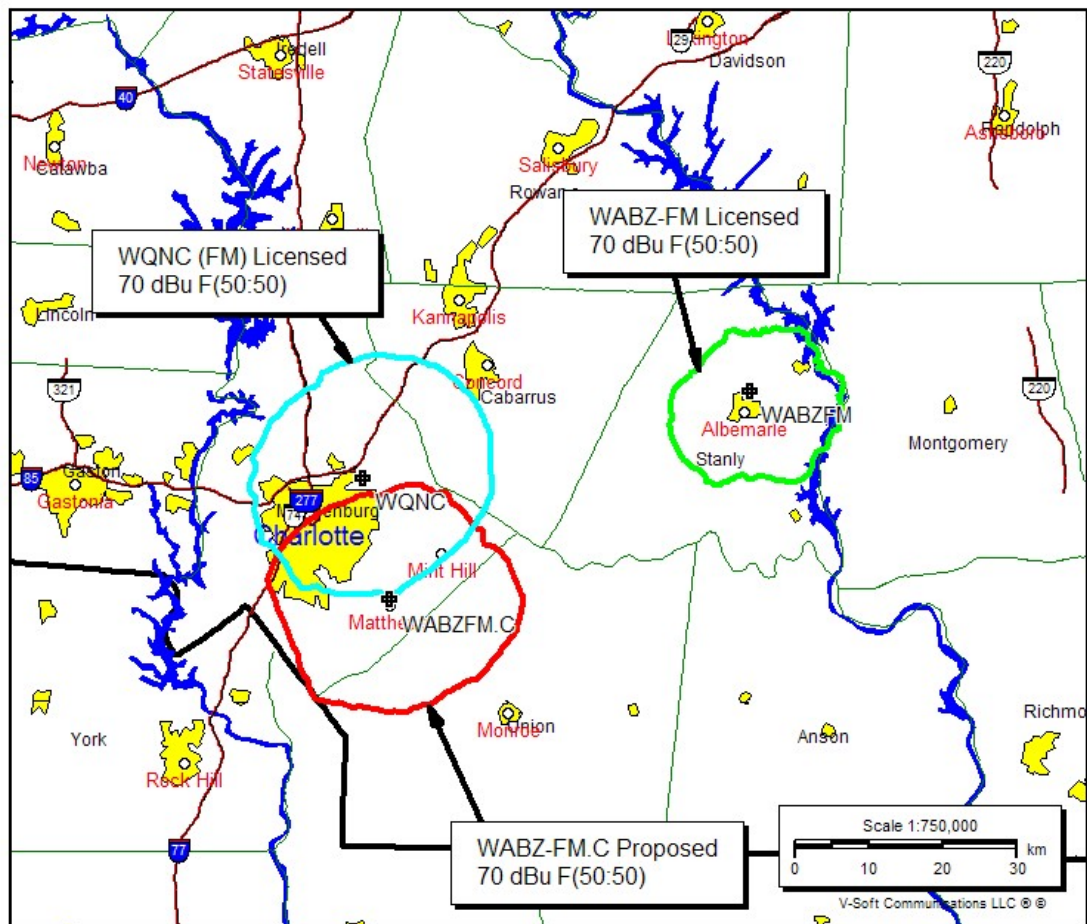 Iredell
Statesville
29
Davidson
220
40
Newton
Catawba
Salisbury
Rowan
Randolph
WABZ-FM Licensed
70 dBu F(50:50)
WQNC (FM) Licensed
70 dBu F(50:50)
Lincoln
Kannapolis
Concord
Cabarrus
321
220
WABZFM
Albemarle
Montgomery
Stanly
85
Gaston
Gastonia
277
74
WQNC
Charlotte
Mint Hill
WABZFM.C
York
Monroe
Union
Anson
Richmo
Rock Hill
77
WABZ-FM.C Proposed
70 dBu F(50:50)
Scale 1:750,000
km
0 10 20 30
V-Soft Communications LLC ® ©